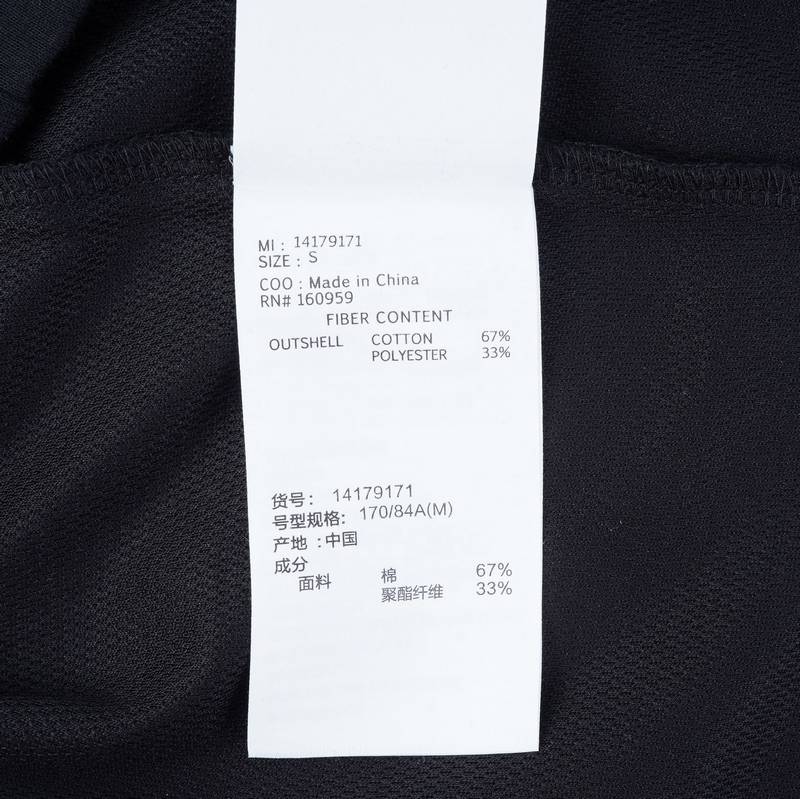 MI : 14179171
SIZE : S
COO : Made in China
RN# 160959
FIBER CONTENT
OUTSHELL COTTON 67%
POLYESTER 33%
货号： 14179171
号型规格: 170/84A(M)
产地 :中国
成分
面料 棉 67%
聚酯纤维 33%